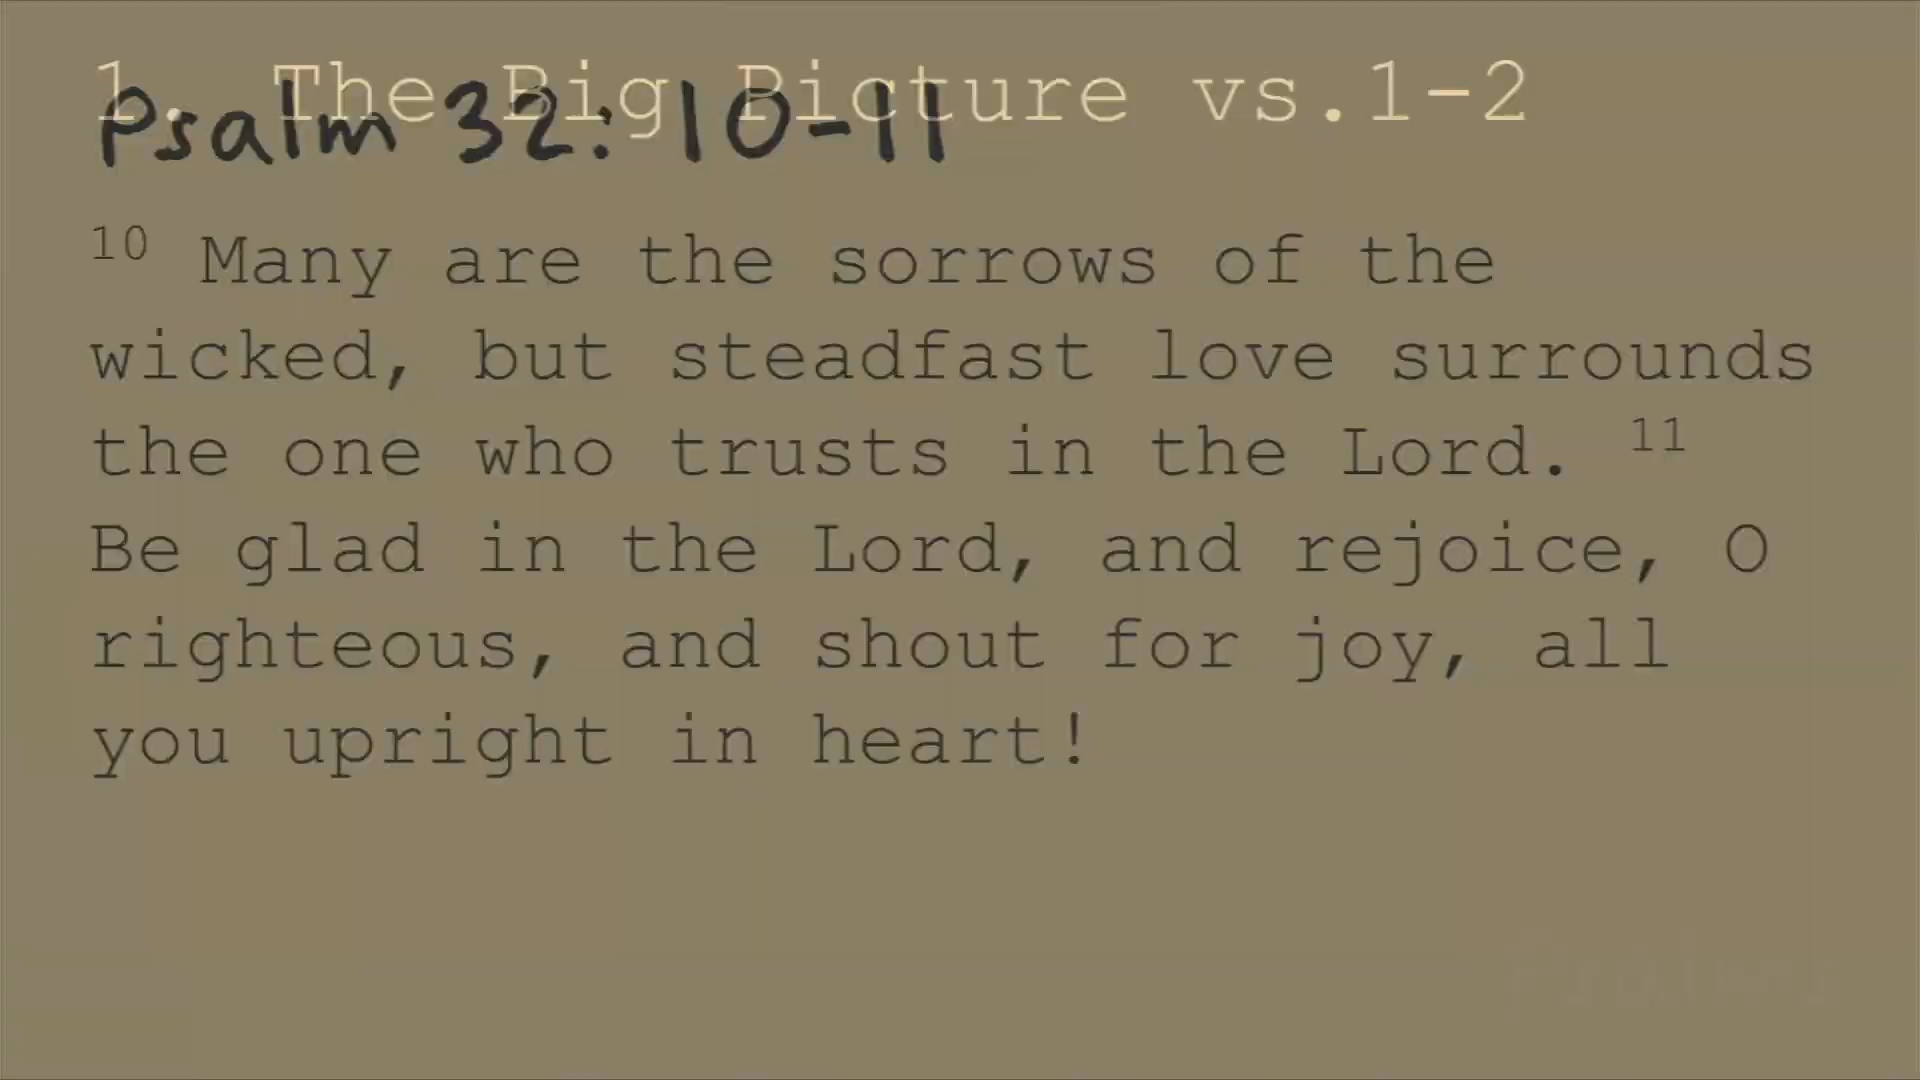 1. The Big Picture vs.1-2
Psalm 32:10-11
10 Many are the sorrows of the
wicked, but steadfast love surrounds
the one who trusts in the Lord. 11
Be glad in the Lord, and rejoice, O
righteous, and shout for joy, all
you upright in heart!